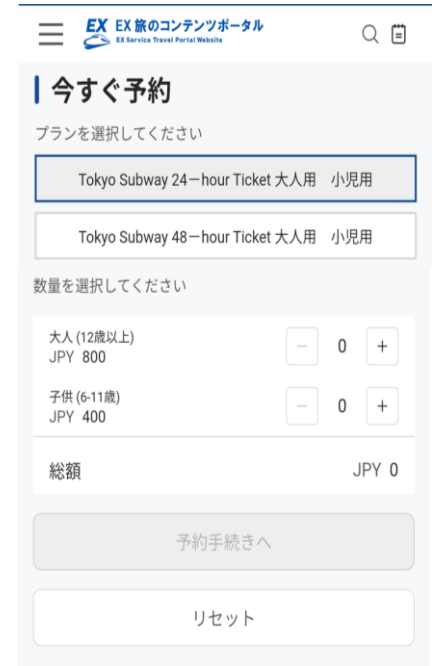 EX EX 旅のコンテンツポータル
EX Service Travel Portal Website
今すぐ予約
プランを選択してください
Tokyo Subway 24－hour Ticket 大人用　小児用
Tokyo Subway 48－hour Ticket 大人用　小児用
数量を選択してください
大人 (12歳以上)
JPY 800
− 0 +
子供 (6-11歳)
JPY 400
− 0 +
総額 JPY 0
予約手続きへ
リセット